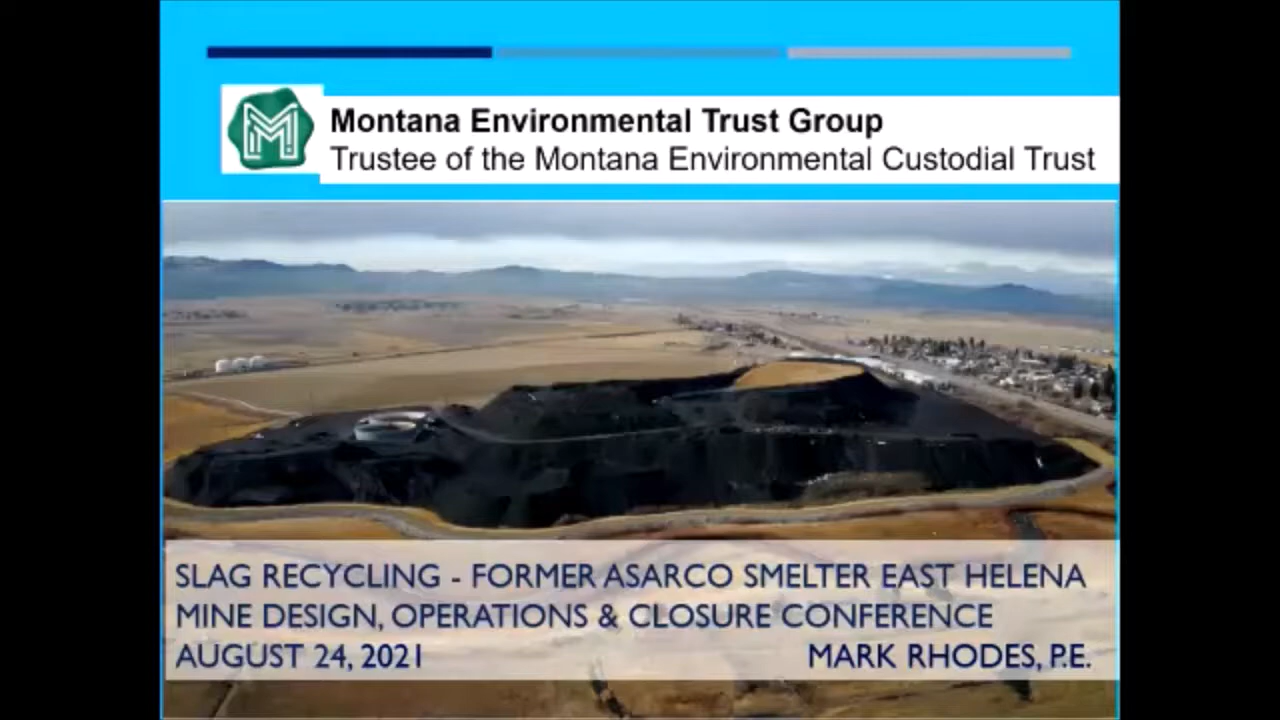 Montana Environmental Trust Group
Trustee of the Montana Environmental Custodial Trust
SLAG RECYCLING - FORMER ASARCO SMELTER EAST HELENA
MINE DESIGN, OPERATIONS & CLOSURE CONFERENCE
AUGUST 24, 2021 MARK RHODES, P.E.